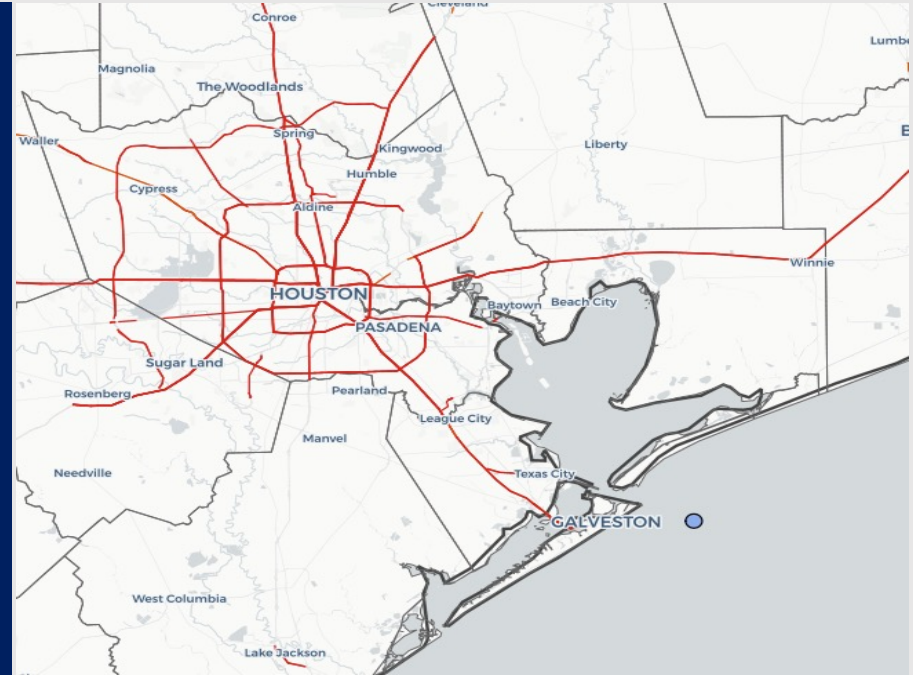 Conroe
Cleveland
Magnolia
The Woodlands
Waller
Spring
Kingwood
Liberty
Humble
Cypress
Aldine
Winnie
HOUSTON
Baytown
Beach City
PASADENA
Sugar Land
Rosenberg
Pearland
League City
Manvel
Needville
Texas City
GALVESTON
West Columbia
Lake Jackson